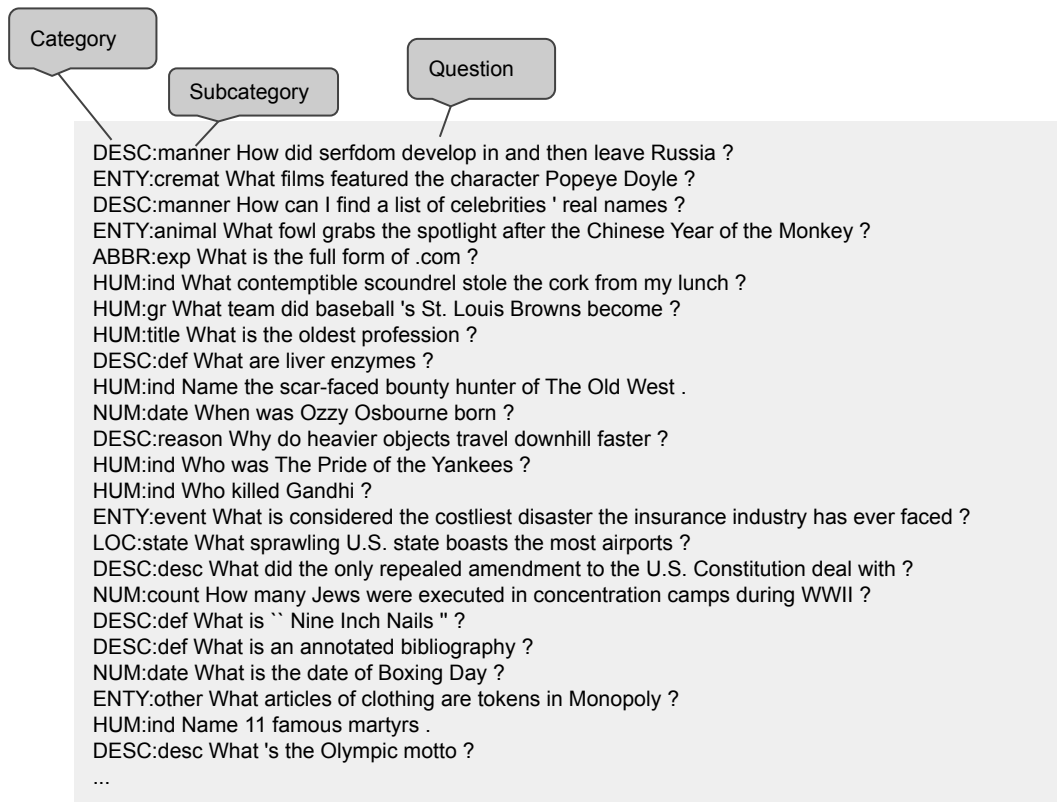 Category
Subcategory
Question
DESC:manner How did serfdom develop in and then leave Russia ?
ENTY:cremat What films featured the character Popeye Doyle ?
DESC:manner How can I find a list of celebrities ' real names ?
ENTY:animal What fowl grabs the spotlight after the Chinese Year of the Monkey ?
ABBR:exp What is the full form of .com ?
HUM:ind What contemptible scoundrel stole the cork from my lunch ?
HUM:gr What team did baseball 's St. Louis Browns become ?
HUM:title What is the oldest profession ?
DESC:def What are liver enzymes ?
HUM:ind Name the scar-faced bounty hunter of The Old West .
NUM:date When was Ozzy Osbourne born ?
DESC:reason Why do heavier objects travel downhill faster ?
HUM:ind Who was The Pride of the Yankees ?
HUM:ind Who killed Gandhi ?
ENTY:event What is considered the costliest disaster the insurance industry has ever faced ?
LOC:state What sprawling U.S. state boasts the most airports ?
DESC:desc What did the only repealed amendment to the U.S. Constitution deal with ?
NUM:count How many Jews were executed in concentration camps during WWII ?
DESC:def What is `` Nine Inch Nails '' ?
DESC:def What is an annotated bibliography ?
NUM:date What is the date of Boxing Day ?
ENTY:other What articles of clothing are tokens in Monopoly ?
HUM:ind Name 11 famous martyrs .
DESC:desc What 's the Olympic motto ?
...